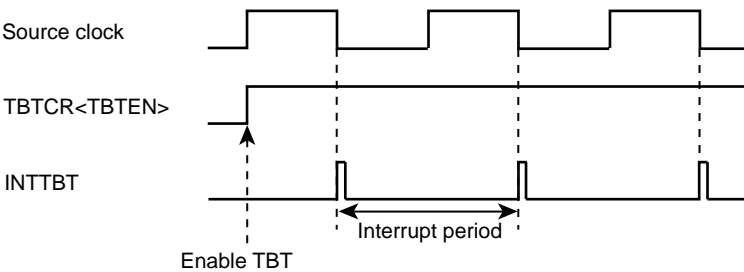 Source clock
TBTCR<TBTEN>
INTTBT
Interrupt period
Enable TBT